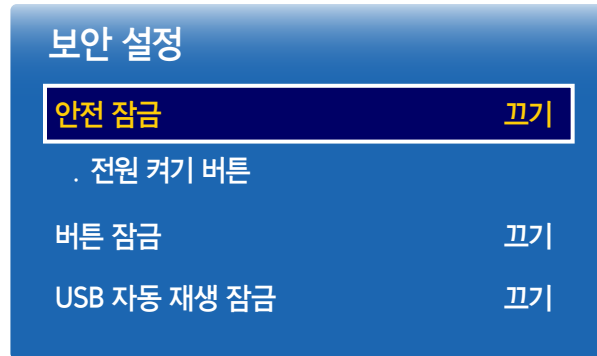 보안 설정
안전 잠금 끄기
. 전원 켜기 버튼
버튼 잠금 끄기
USB 자동 재생 잠금 끄기